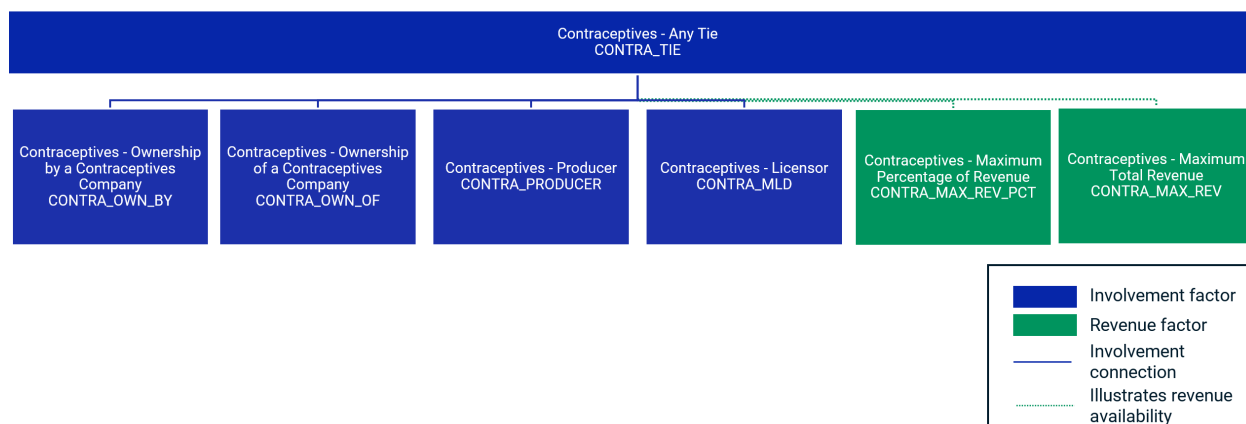 Contraceptives - Any Tie
CONTRA_TIE
Contraceptives - Ownership
by a Contraceptives
Company
CONTRA_OWN_BY
Contraceptives - Ownership
of a Contraceptives
Company
CONTRA_OWN_OF
Contraceptives - Producer
CONTRA_PRODUCER
Contraceptives - Licensor
CONTRA_MLD
Contraceptives - Maximum
Percentage of Revenue
CONTRA_MAX_REV_PCT
Contraceptives - Maximum
Total Revenue
CONTRA_MAX_REV
Involvement factor
Revenue factor
Involvement
connection
Illustrates revenue
availability